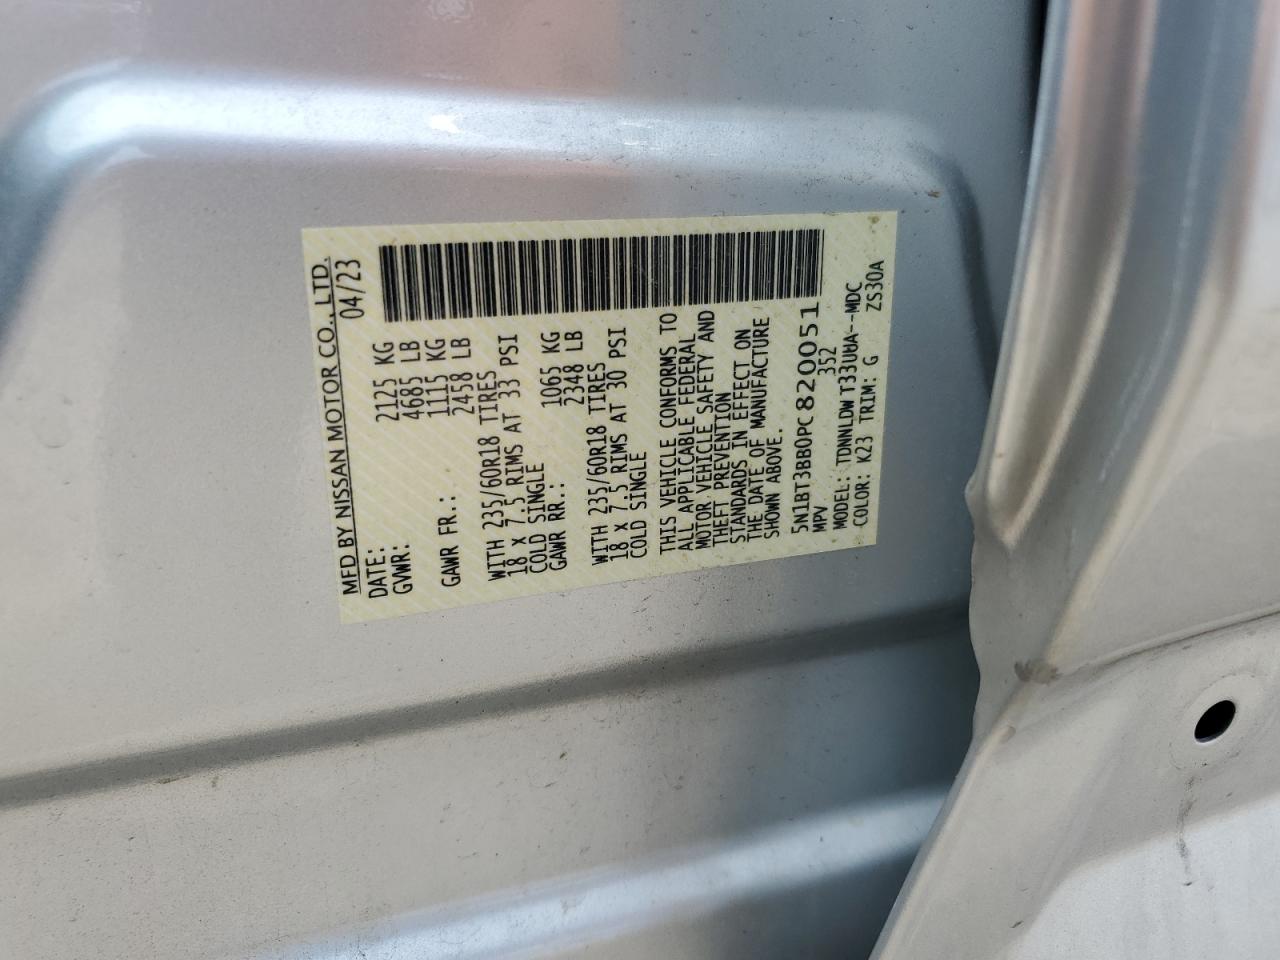 MFD BY NISSAN MOTOR CO., LTD.
DATE: 04/23
GVWR: 2125 KG
4685 LB
GAWR FR.: 1115 KG
2458 LB
WITH 235/60R18 TIRES
18 X 7.5 RIMS AT 33 PSI
COLD SINGLE
GAWR RR.: 1065 KG
2348 LB
WITH 235/60R18 TIRES
18 X 7.5 RIMS AT 30 PSI
COLD SINGLE
THIS VEHICLE CONFORMS TO
ALL APPLICABLE FEDERAL
MOTOR VEHICLE SAFETY AND
THEFT PREVENTION
STANDARDS IN EFFECT ON
THE DATE OF MANUFACTURE
SHOWN ABOVE.
5N1BT3BB0PC820051
MPV 352
MODEL: TDNNLDW T33UUA--MDC
COLOR: K23 TRIM: G ZS30A